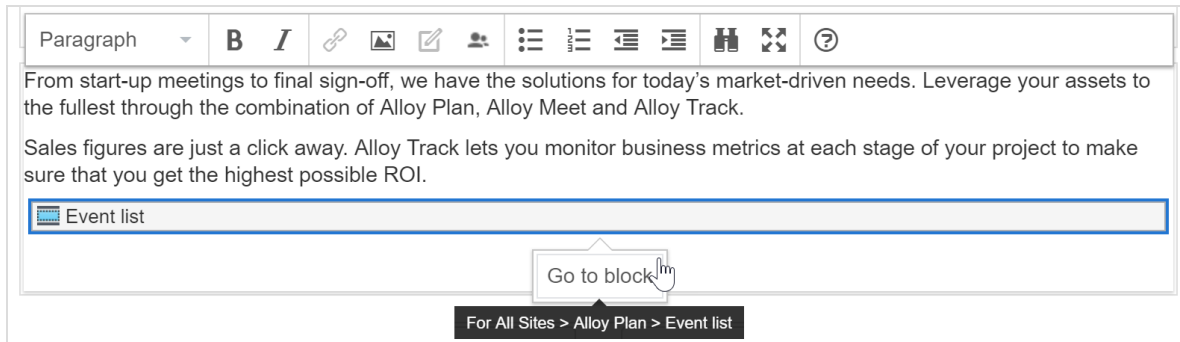 Paragraph
From start-up meetings to final sign-off, we have the solutions for today’s market-driven needs. Leverage your assets to
the fullest through the combination of Alloy Plan, Alloy Meet and Alloy Track.
Sales figures are just a click away. Alloy Track lets you monitor business metrics at each stage of your project to make
sure that you get the highest possible ROI.
Event list
Go to block
For All Sites > Alloy Plan > Event list